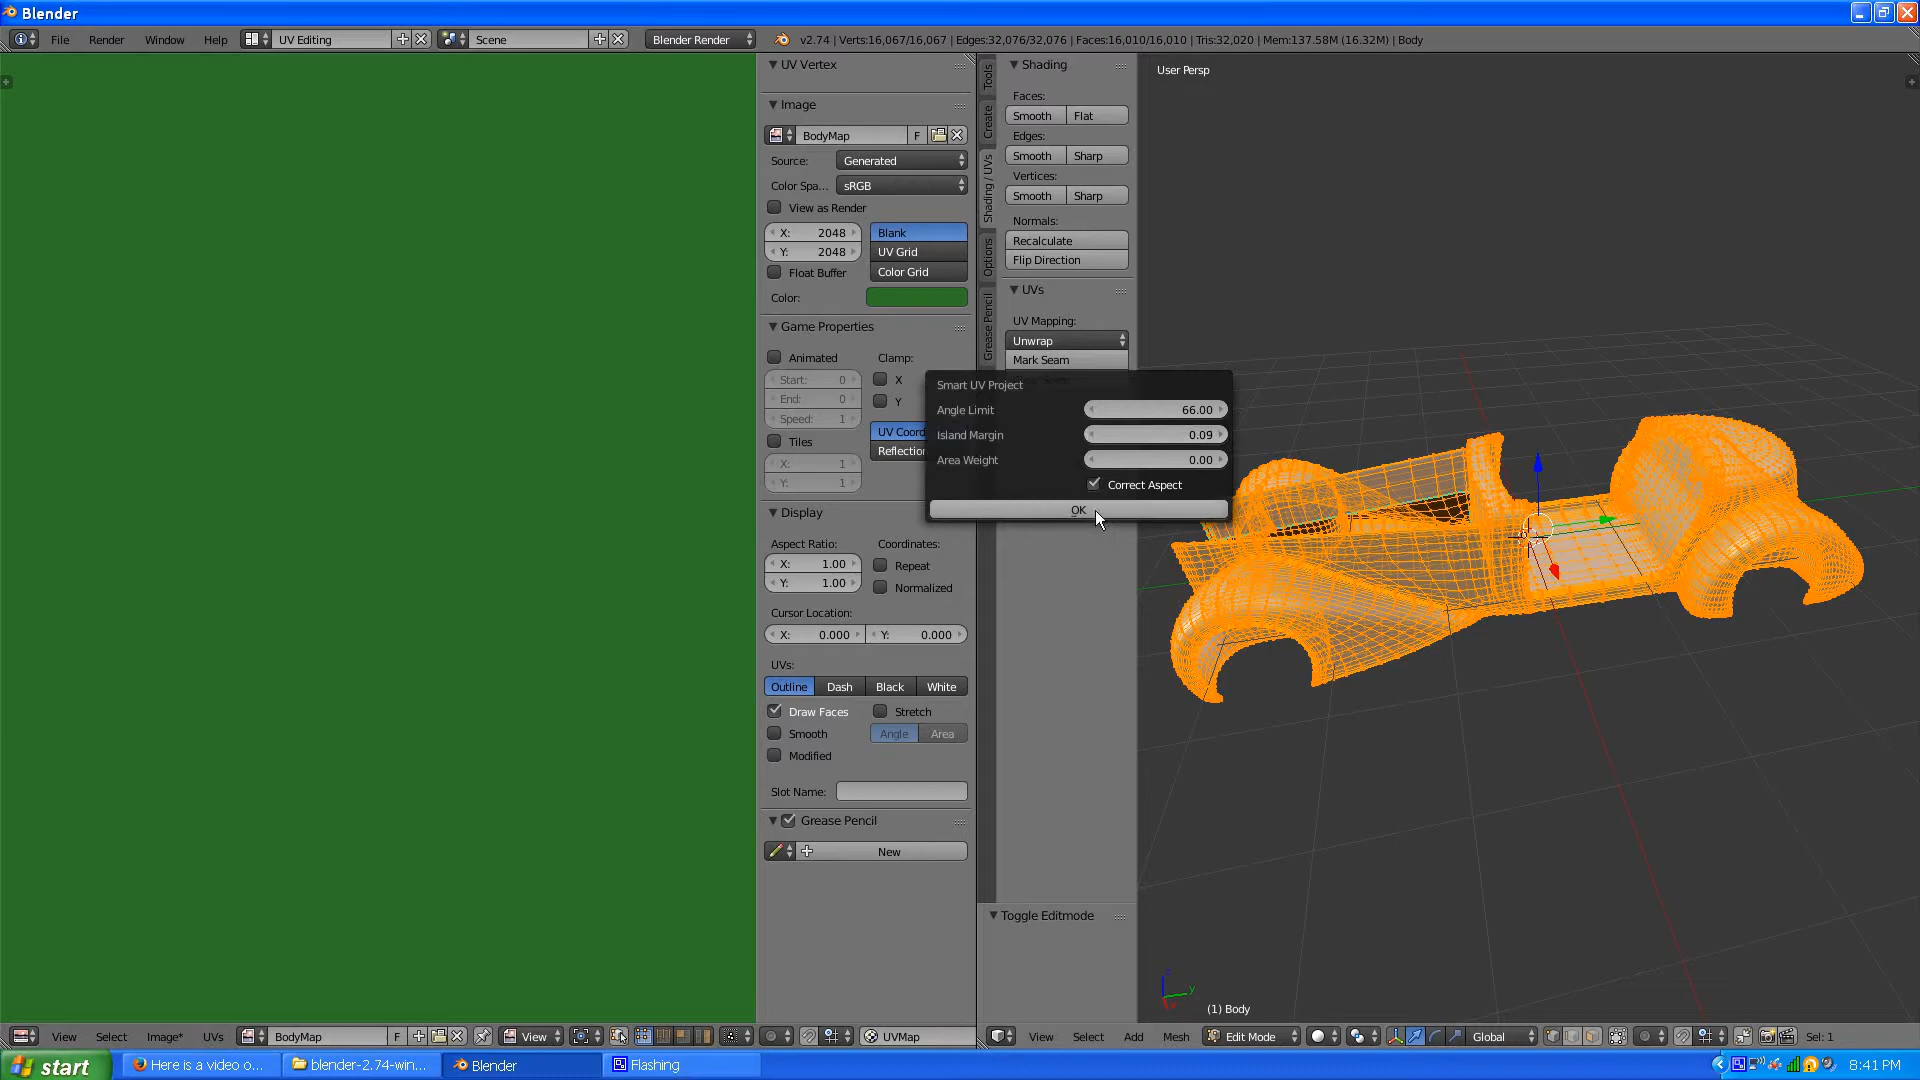 Blender
File Render Window Help UV Editing Scene Blender Render v2.74 | Verts:16,067/16,067 | Edges:32,076/32,076 | Faces:16,010/16,010 | Tris:32,020 | Mem:137.58M (16.32M) | Body
UV Vertex
Image
BodyMap F
Source: Generated
Color Spa... sRGB
View as Render
X: 2048 Blank
Y: 2048 UV Grid
Float Buffer Color Grid
Color:
Game Properties
Animated Clamp:
Start: 0 X
End: 0 Y
Speed: 1
Tiles UV Coord
X: 1 Reflection
Y: 1
Display
Aspect Ratio: Coordinates:
X: 1.00 Repeat
Y: 1.00 Normalized
Cursor Location:
X: 0.000 Y: 0.000
UVs:
Outline Dash Black White
Draw Faces Stretch
Smooth Angle Area
Modified
Slot Name:
Grease Pencil
New
Tools
Create
Shading / UVs
Options
Grease Pencil
Shading
Faces:
Smooth Flat
Edges:
Smooth Sharp
Vertices:
Smooth Sharp
Normals:
Recalculate
Flip Direction
UVs
UV Mapping:
Unwrap
Mark Seam
Smart UV Project
Angle Limit 66.00
Island Margin 0.09
Area Weight 0.00
Correct Aspect
OK
Toggle Editmode
User Persp
z
y
(1) Body
View Select Image* UVs BodyMap F View UVMap
View Select Add Mesh Edit Mode Global Sel: 1
start Here is a video o... blender-2.74-win... Blender Flashing 8:41 PM